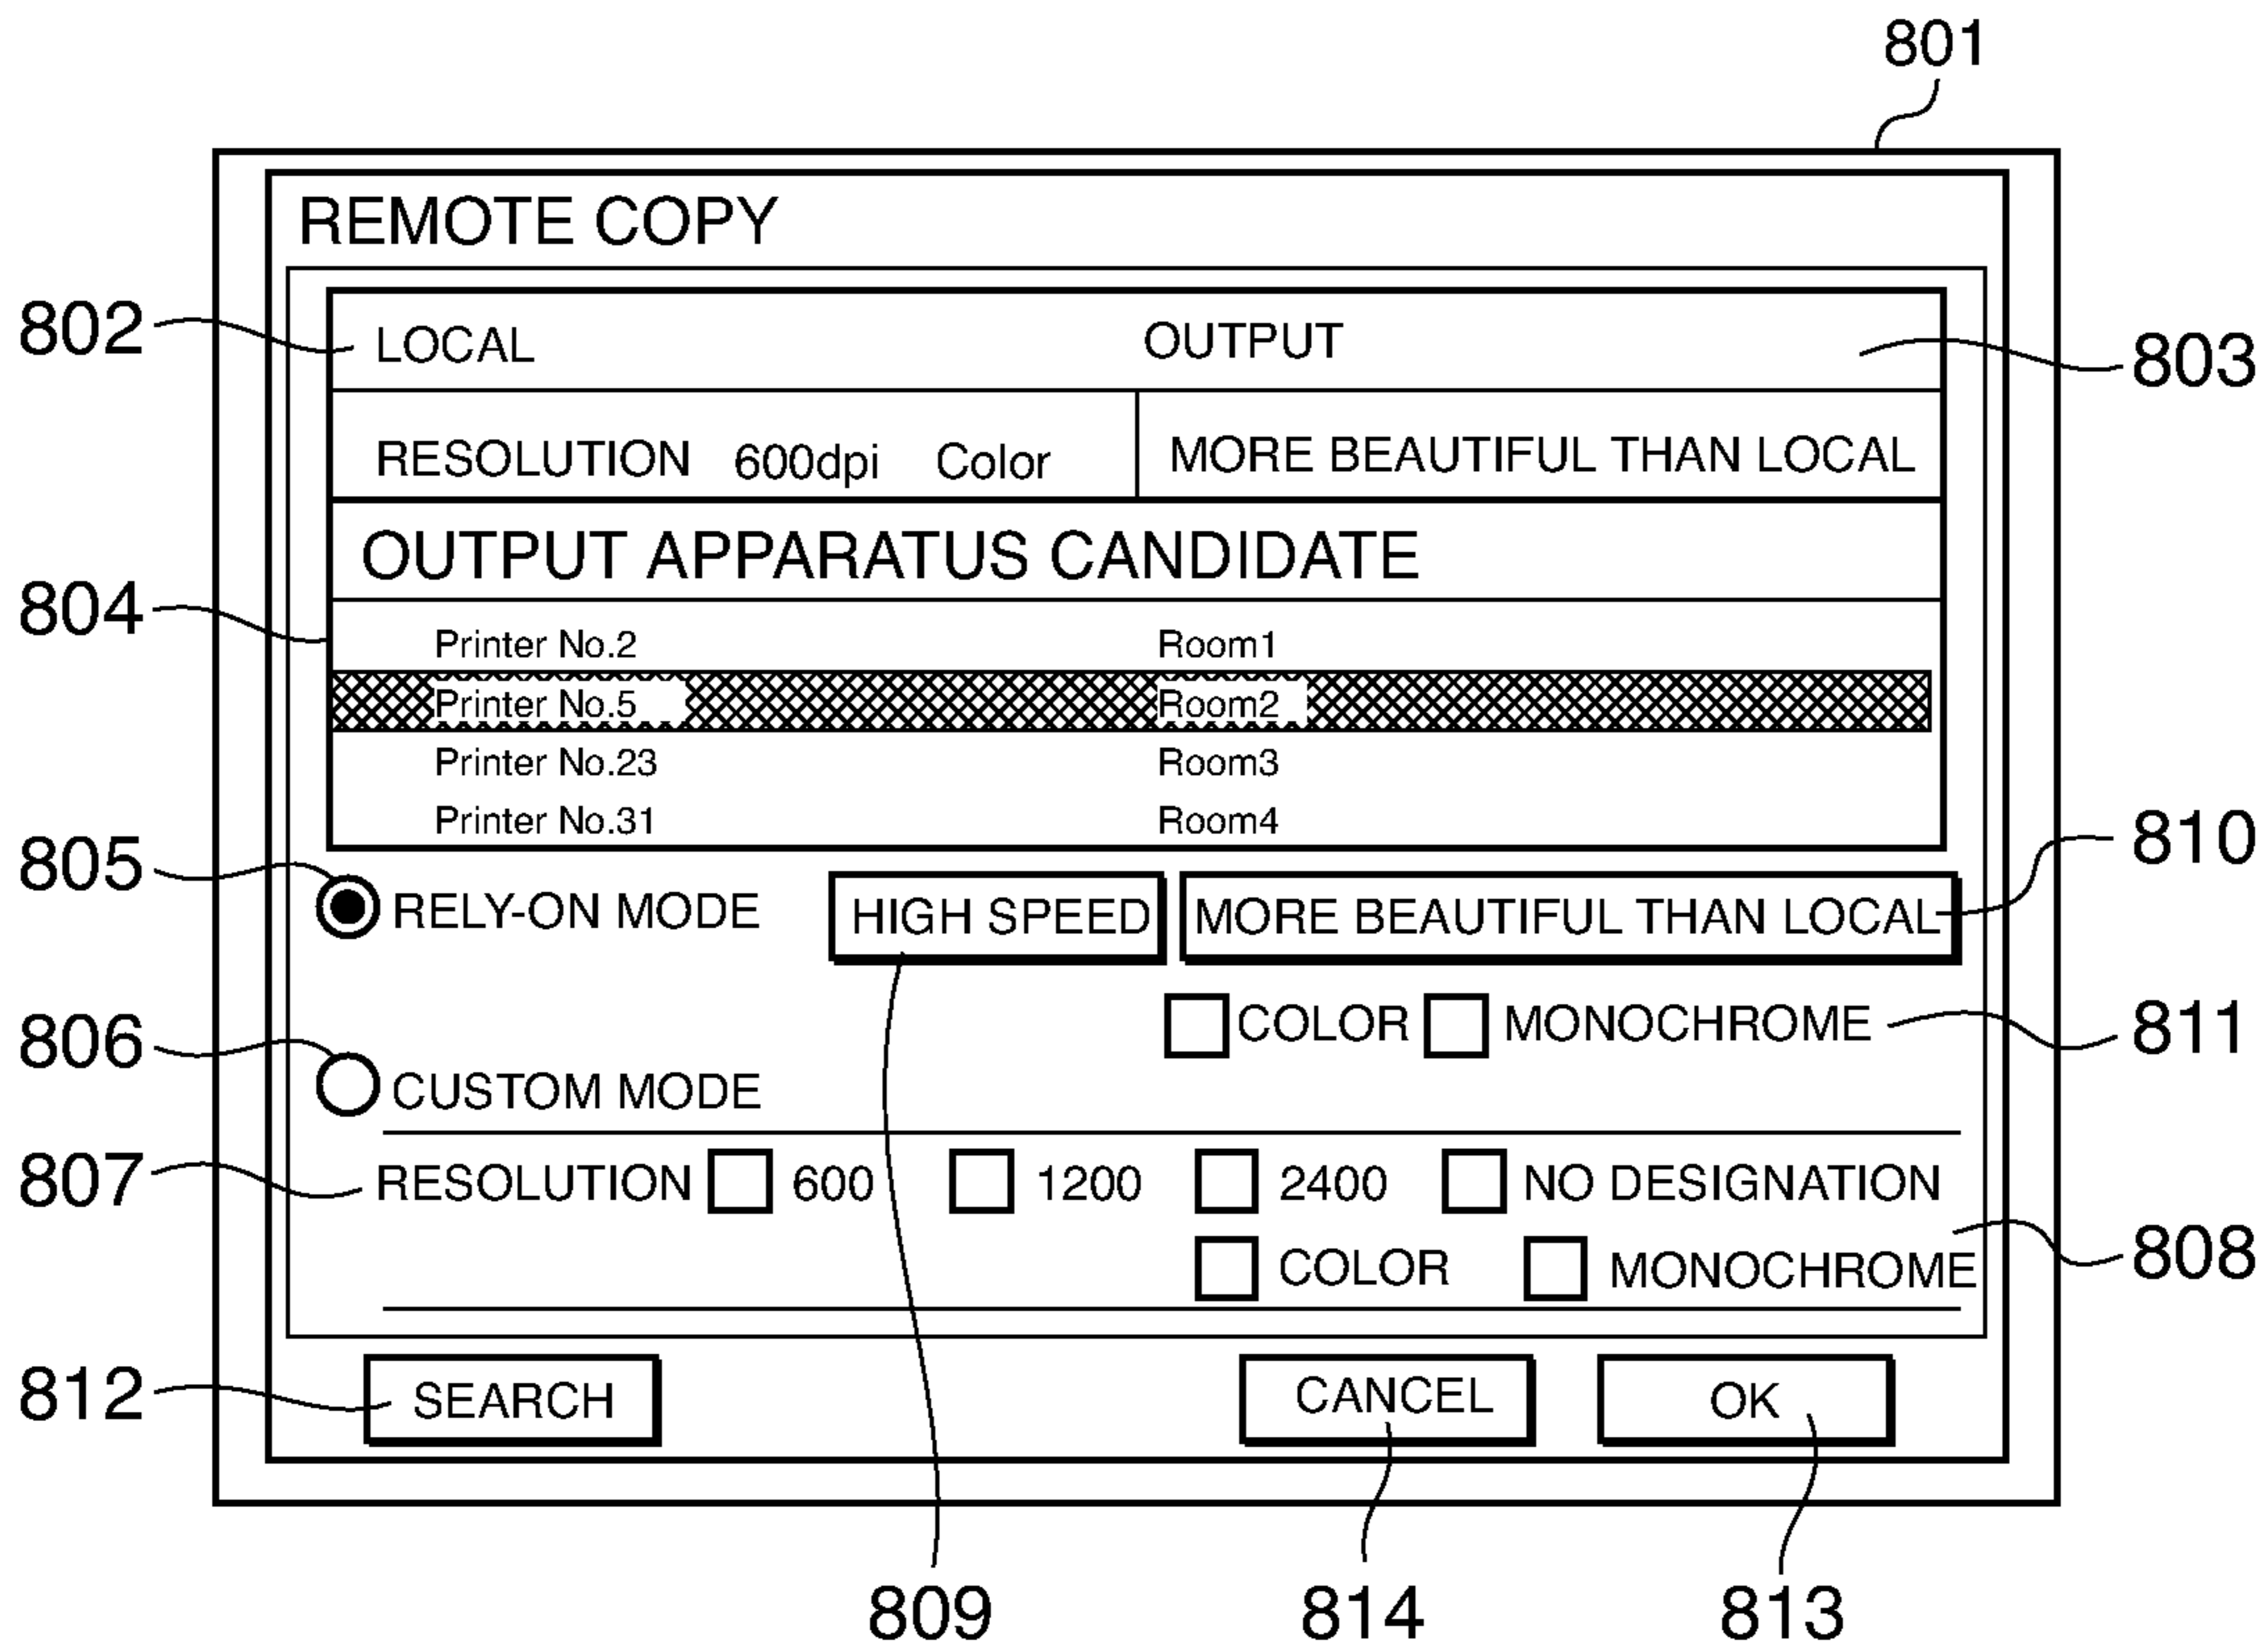 801
REMOTE COPY
802 LOCAL OUTPUT 803
RESOLUTION 600dpi Color MORE BEAUTIFUL THAN LOCAL
OUTPUT APPARATUS CANDIDATE
804
Printer No.2 Room1
Printer No.5 Room2
Printer No.23 Room3
Printer No.31 Room4
805 RELY-ON MODE HIGH SPEED MORE BEAUTIFUL THAN LOCAL 810
COLOR MONOCHROME 811
806 CUSTOM MODE
807 RESOLUTION 600 1200 2400 NO DESIGNATION
COLOR MONOCHROME 808
812 SEARCH CANCEL OK
809 814 813